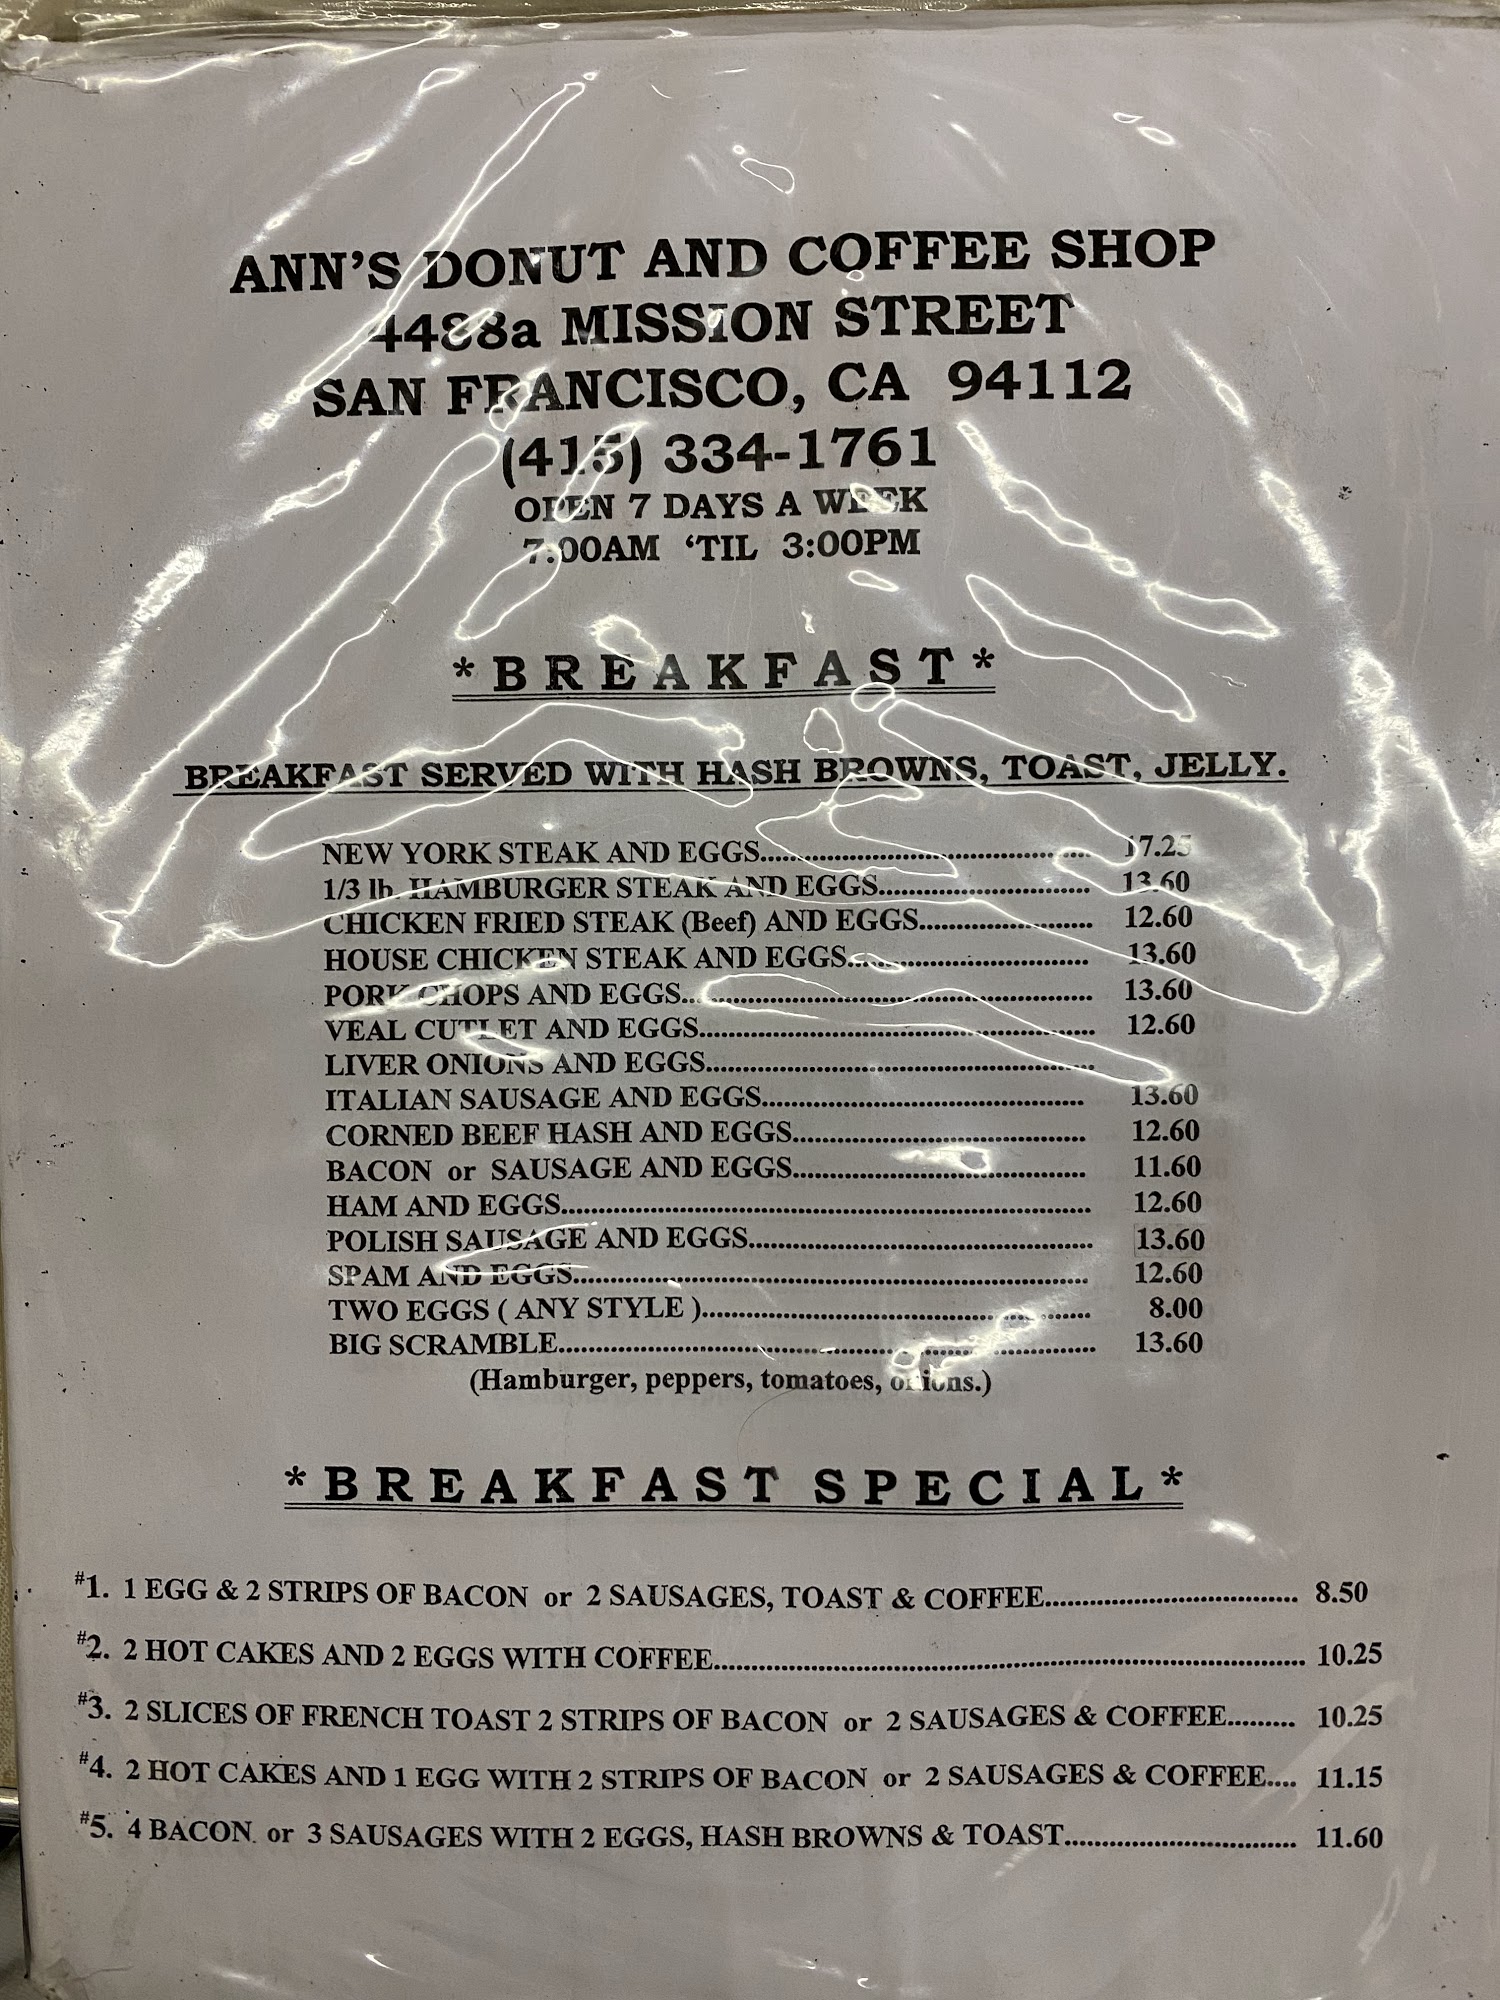 ANN'S DONUT AND COFFEE SHOP
4488a MISSION STREET
SAN FRANCISCO, CA 94112
(415) 334-1761
OPEN 7 DAYS A WEEK
7:00AM ‘TIL 3:00PM
*BREAKFAST*
BREAKFAST SERVED WITH HASH BROWNS, TOAST, JELLY.
NEW YORK STEAK AND EGGS.......... 17.25
1/3 lb. HAMBURGER STEAK AND EGGS.......... 13.60
CHICKEN FRIED STEAK (Beef) AND EGGS.......... 12.60
HOUSE CHICKEN STEAK AND EGGS.......... 13.60
PORK CHOPS AND EGGS.......... 13.60
VEAL CUTLET AND EGGS.......... 12.60
LIVER ONIONS AND EGGS..........
ITALIAN SAUSAGE AND EGGS.......... 13.60
CORNED BEEF HASH AND EGGS.......... 12.60
BACON or SAUSAGE AND EGGS.......... 11.60
HAM AND EGGS.......... 12.60
POLISH SAUSAGE AND EGGS.......... 13.60
SPAM AND EGGS.......... 12.60
TWO EGGS ( ANY STYLE ).......... 8.00
BIG SCRAMBLE.......... 13.60
(Hamburger, peppers, tomatoes, onions.)
*BREAKFAST SPECIAL*
#1. 1 EGG & 2 STRIPS OF BACON or 2 SAUSAGES, TOAST & COFFEE.......... 8.50
#2. 2 HOT CAKES AND 2 EGGS WITH COFFEE.......... 10.25
#3. 2 SLICES OF FRENCH TOAST 2 STRIPS OF BACON or 2 SAUSAGES & COFFEE......... 10.25
#4. 2 HOT CAKES AND 1 EGG WITH 2 STRIPS OF BACON or 2 SAUSAGES & COFFEE.... 11.15
#5. 4 BACON or 3 SAUSAGES WITH 2 EGGS, HASH BROWNS & TOAST.......... 11.60